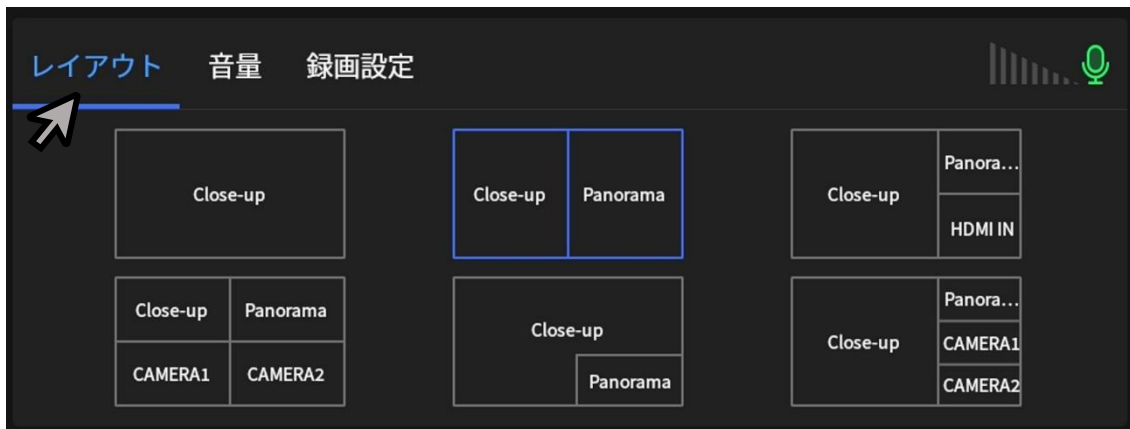 レイアウト 音量 録画設定
Close-up
Close-up Panorama
Close-up Panora... HDMI IN
Close-up Panorama
CAMERA1 CAMERA2
Close-up Panorama
Close-up Panora... CAMERA1 CAMERA2